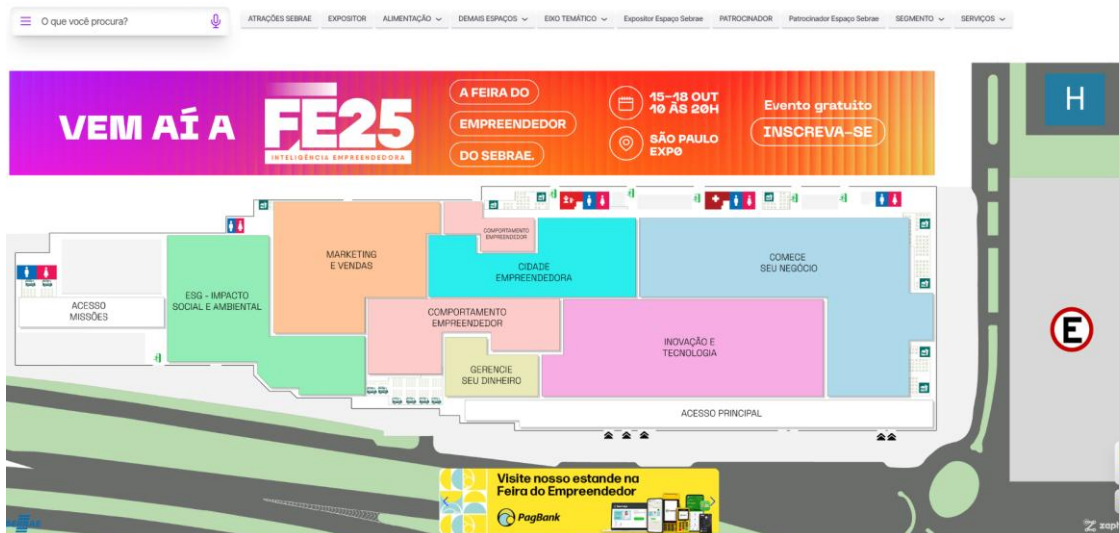 O que você procura?
ATRAÇÕES SEBRAE
EXPOSITOR
ALIMENTAÇÃO
DEMAIS ESPAÇOS
EIXO TEMÁTICO
Expositor Espaço Sebrae
PATROCINADOR
Patrocinador Espaço Sebrae
SEGMENTO
SERVIÇOS
VEM AÍ A
FE25
INTELIGÊNCIA EMPREENDEDORA
A FEIRA DO
EMPREENDEDOR
DO SEBRAE.
15–18 OUT
10 ÀS 20H
SÃO PAULO
EXPO
Evento gratuito
INSCREVA-SE
H
MARKETING
E VENDAS
COMPORTAMENTO
EMPREENDEDOR
CIDADE
EMPREENDEDORA
COMECE
SEU NEGÓCIO
ACESSO
MISSÕES
ESG - IMPACTO
SOCIAL E AMBIENTAL
COMPORTAMENTO
EMPREENDEDOR
INOVAÇÃO E
TECNOLOGIA
E
GERENCIE
SEU DINHEIRO
ACESSO PRINCIPAL
Visite nosso estande na
Feira do Empreendedor
PagBank
SEBRAE